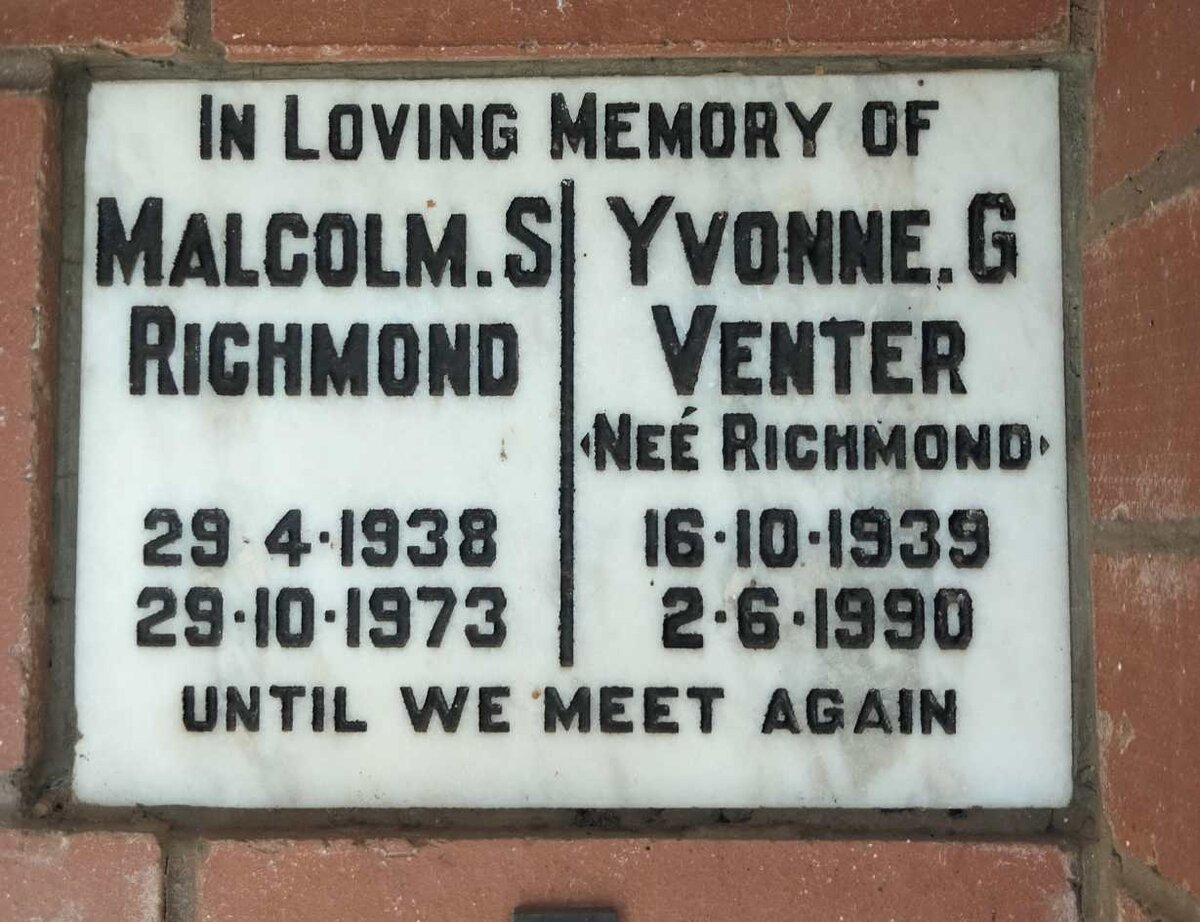 IN LOVING MEMORY OF
MALCOLM. S
RICHMOND
29 4·1938
29·10·1973
YVONNE. G
VENTER
‹NEÉ RICHMOND›
16·10·1939
2·6·1990
UNTIL WE MEET AGAIN